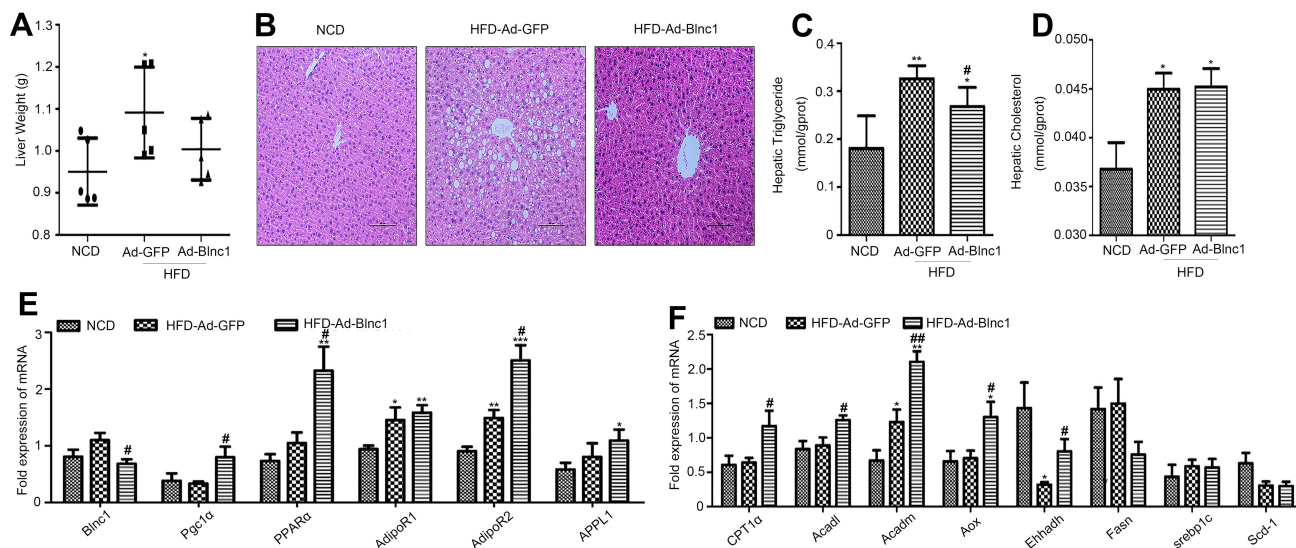 A
Liver Weight (g)
1.3
1.2
1.1
1.0
0.9
0.8
*
NCD
Ad-GFP
Ad-Blnc1
HFD
B
NCD
HFD-Ad-GFP
HFD-Ad-Blnc1
C
Hepatic Triglyceride
(mmol/gprot)
0.4
0.3
0.2
0.1
**
#
*
NCD
Ad-GFP
Ad-Blnc1
HFD
D
Hepatic Cholesterol
(mmol/gprot)
0.050
0.045
0.040
0.035
0.030
*
*
NCD
Ad-GFP
Ad-Blnc1
HFD
E
NCD
HFD-Ad-GFP
HFD-Ad-Blnc1
Fold expression of mRNA
3
2
1
0
#
#
#
**
*
**
**
#
***
*
Blnc1
Pgc1α
PPARα
AdipoR1
AdipoR2
APPL1
F
NCD
HFD-Ad-GFP
HFD-Ad-Blnc1
Fold expression of mRNA
2.5
2.0
1.5
1.0
0.5
0.0
#
#
*
##
**
#
*
*
#
CPT1α
Acadl
Acadm
Aox
Ehhadh
Fasn
srebp1c
Scd-1